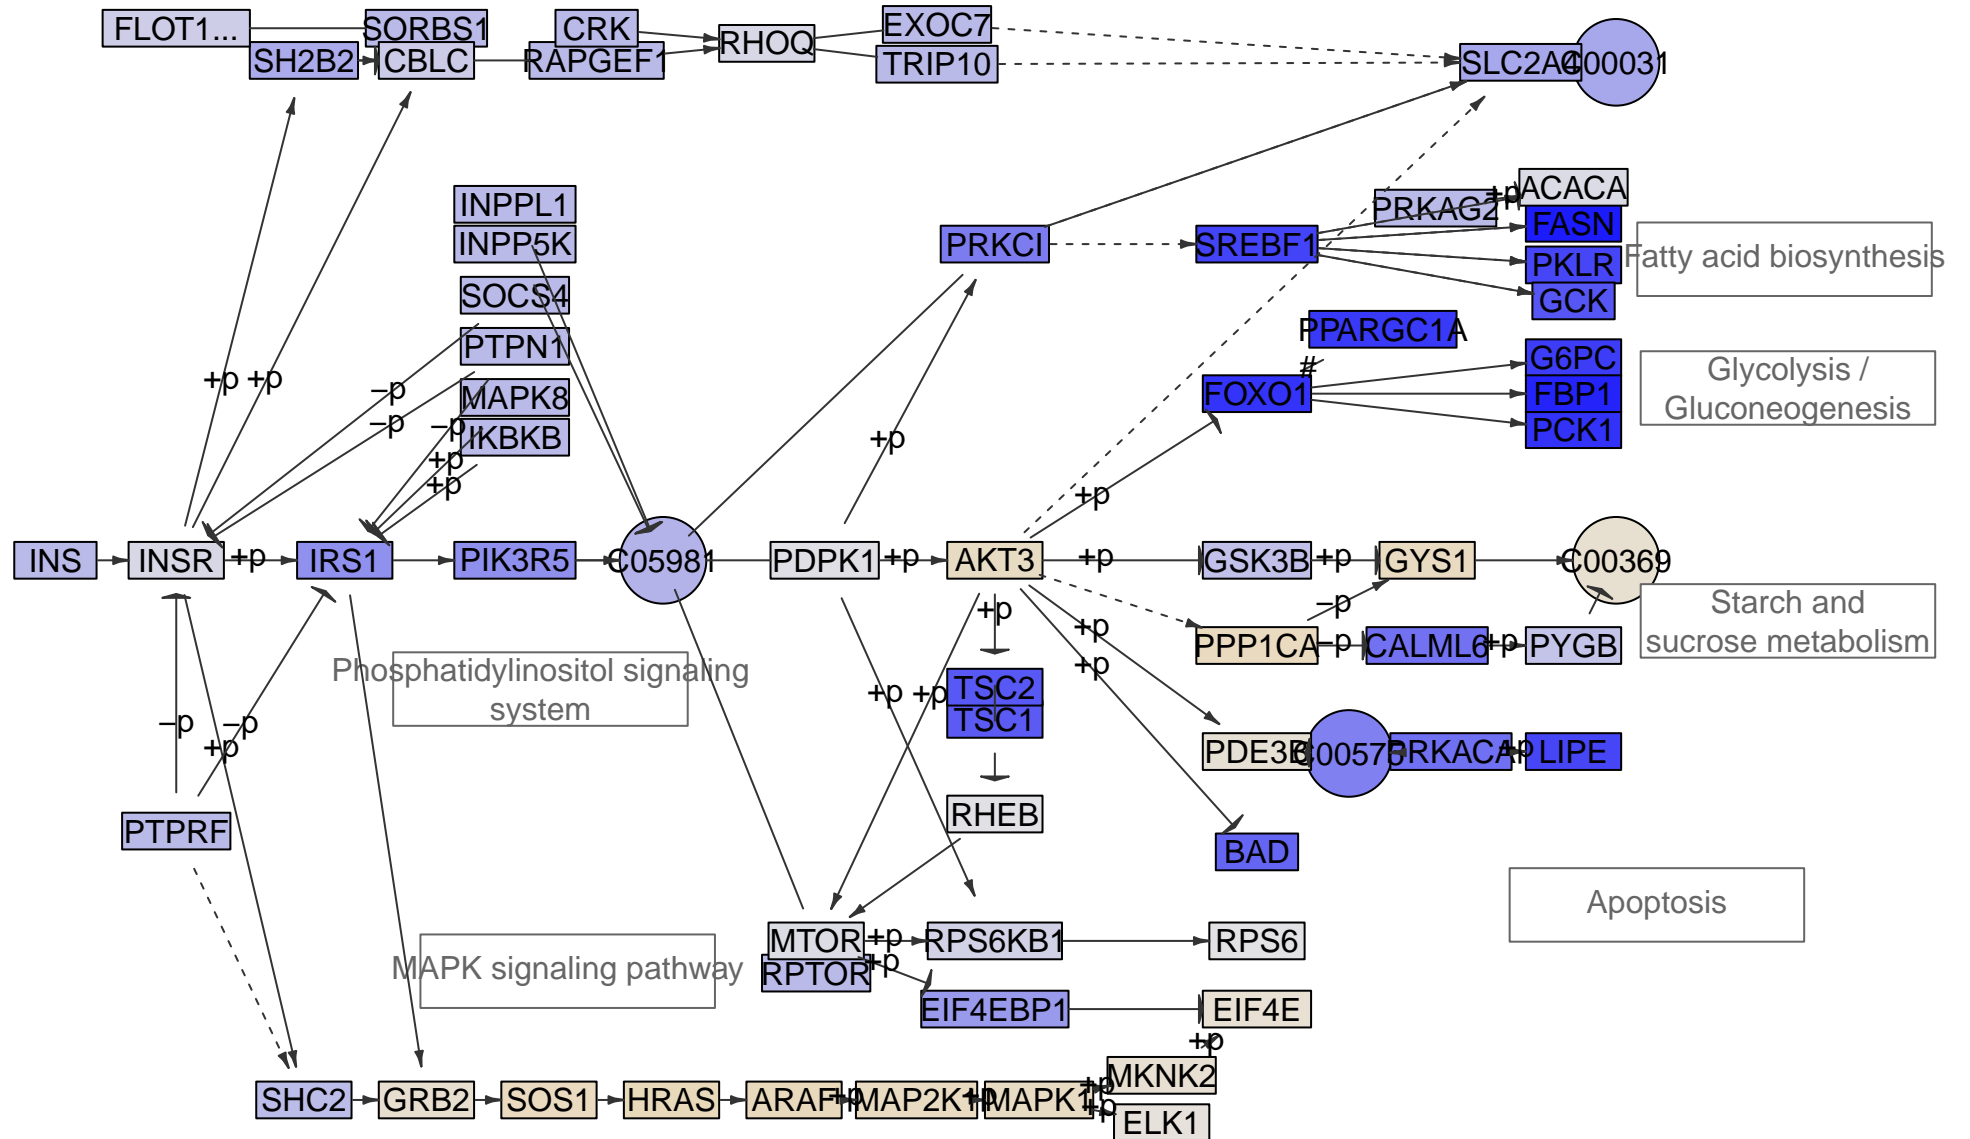 FLOT1...
SORBS1
CRK
EXOC7
RHOQ
SH2B2
CBLC
RAPGEF1
TRIP10
SLC2A4
C00031
INPPL1
INPP5K
PRKCI
SREBF1
PRKAG2
+p
ACACA
FASN
PKLR
GCK
Fatty acid biosynthesis
SOCS4
PTPN1
MAPK8
IKBKB
PPARGC1A
#
FOXO1
G6PC
FBP1
PCK1
Glycolysis /
Gluconeogenesis
+p
+p
–p
–p
–p
+p
+p
+p
+p
INS
INSR
+p
IRS1
PIK3R5
C05981
PDPK1
+p
AKT3
+p
GSK3B
+p
GYS1
C00369
Starch and
sucrose metabolism
+p
+p
+p
–p
PPP1CA
–p
CALML6
+p
PYGB
Phosphatidylinositol signaling
system
+p
+p
TSC2
TSC1
–p
–p
+p
PDE3B
C00575
PRKACA
+p
LIPE
PTPRF
RHEB
BAD
Apoptosis
MTOR
+p
RPS6KB1
RPS6
RPTOR
+p
MAPK signaling pathway
EIF4EBP1
EIF4E
+p
SHC2
GRB2
SOS1
HRAS
ARAF
+p
MAP2K1
+p
MAPK1
+p
+p
MKNK2
ELK1